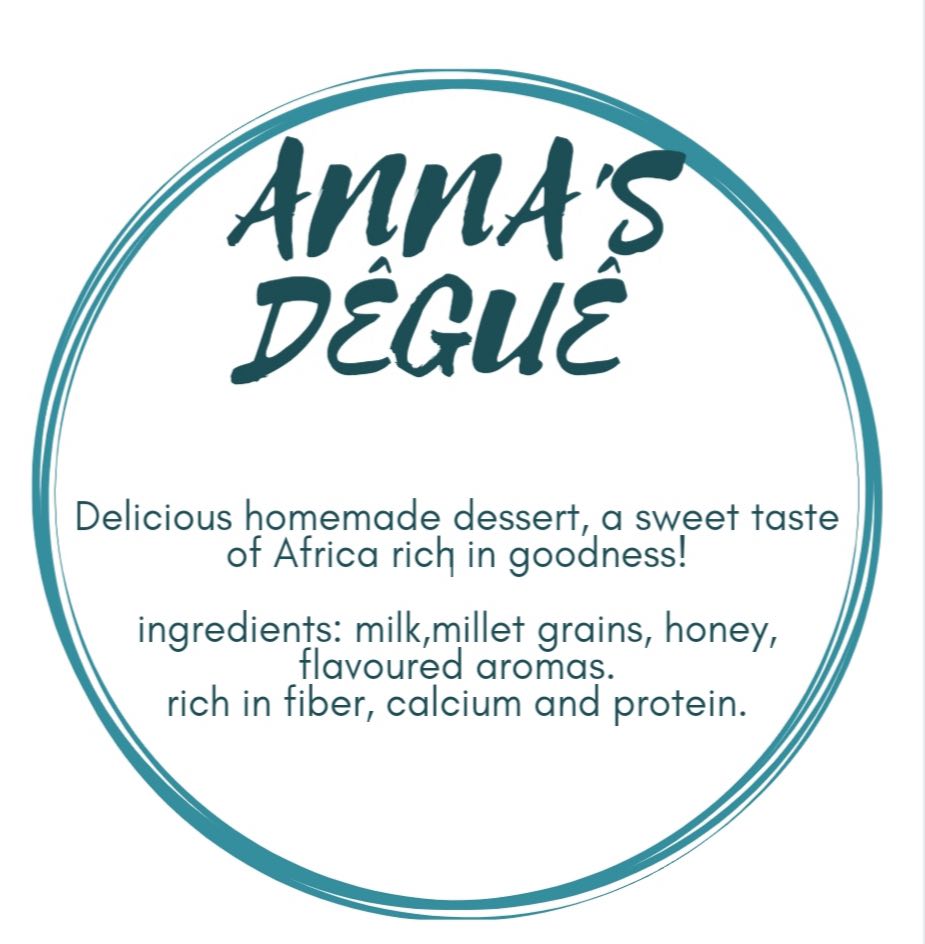 ANNA'S
DÊGUÊ
Delicious homemade dessert, a sweet taste
of Africa rich in goodness!
ingredients: milk,millet grains, honey,
flavoured aromas.
rich in fiber, calcium and protein.